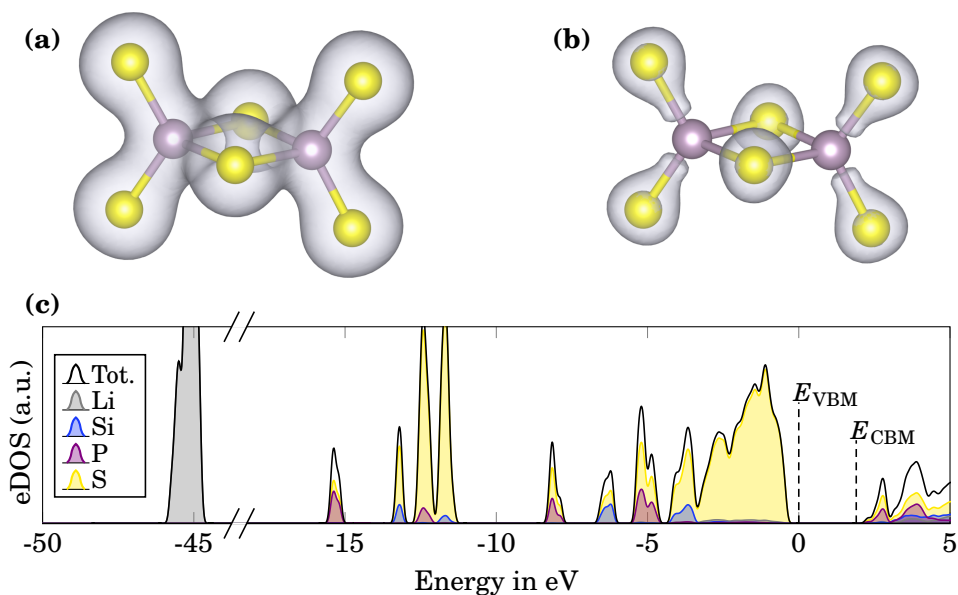 (a)
(b)
(c)
eDOS (a.u.)
Tot.
Li
Si
P
S
E_VBM
E_CBM
-50 -45 -15 -10 -5 0 5
Energy in eV